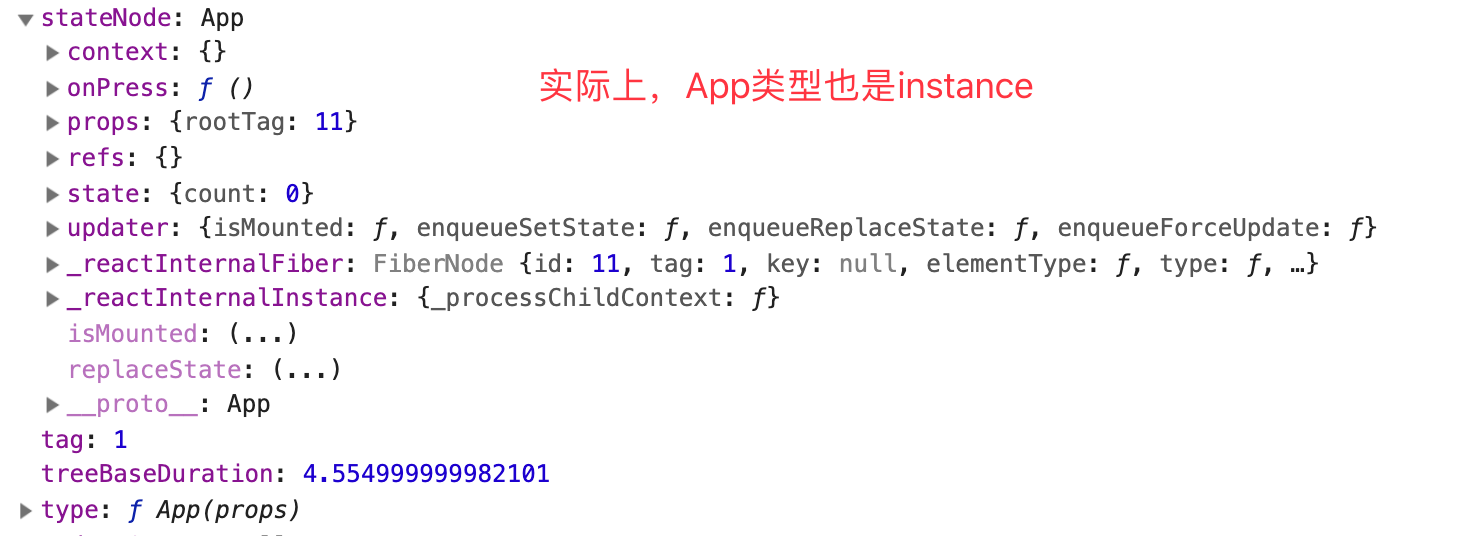 ▼ stateNode: App
▶ context: {}
▶ onPress: ƒ ()
实际上，App类型也是instance
▶ props: {rootTag: 11}
▶ refs: {}
▶ state: {count: 0}
▶ updater: {isMounted: ƒ, enqueueSetState: ƒ, enqueueReplaceState: ƒ, enqueueForceUpdate: ƒ}
▶ _reactInternalFiber: FiberNode {id: 11, tag: 1, key: null, elementType: ƒ, type: ƒ, …}
▶ _reactInternalInstance: {_processChildContext: ƒ}
isMounted: (...)
replaceState: (...)
▶ __proto__: App
tag: 1
treeBaseDuration: 4.554999999982101
▶ type: ƒ App(props)